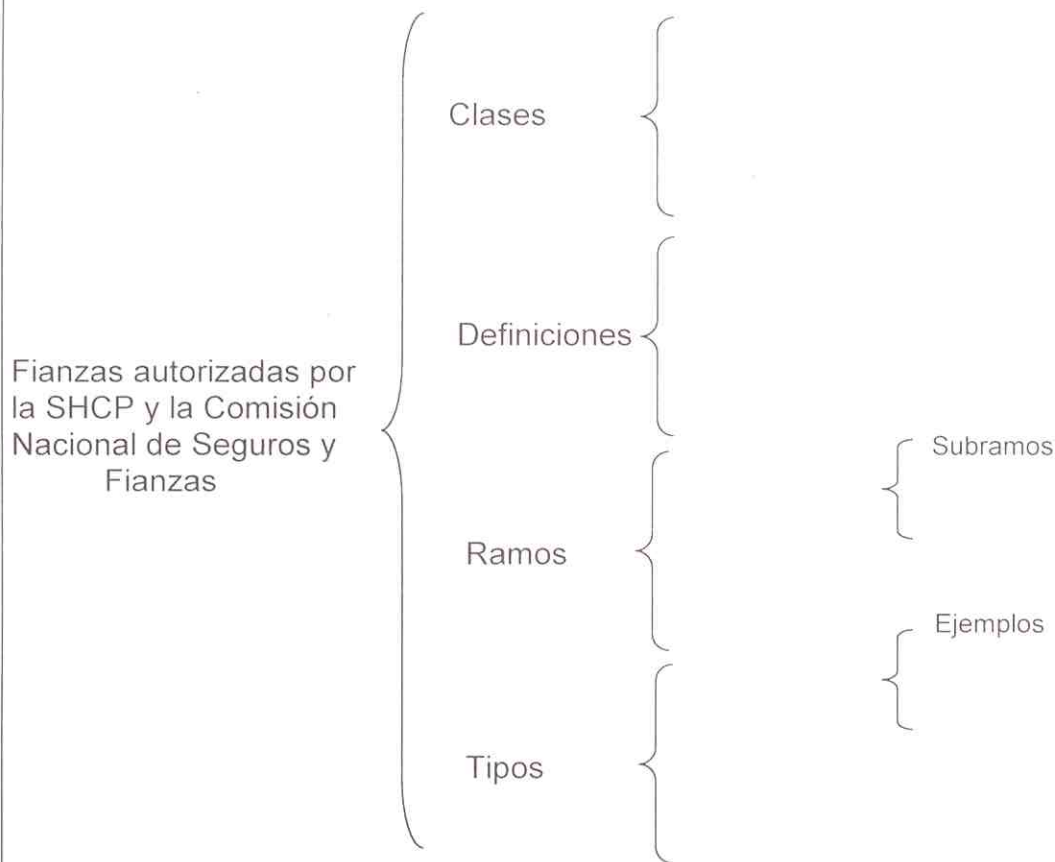 Clases
Definiciones
Fianzas autorizadas por
la SHCP y la Comisión
Nacional de Seguros y
Fianzas
Subramos
Ramos
Ejemplos
Tipos